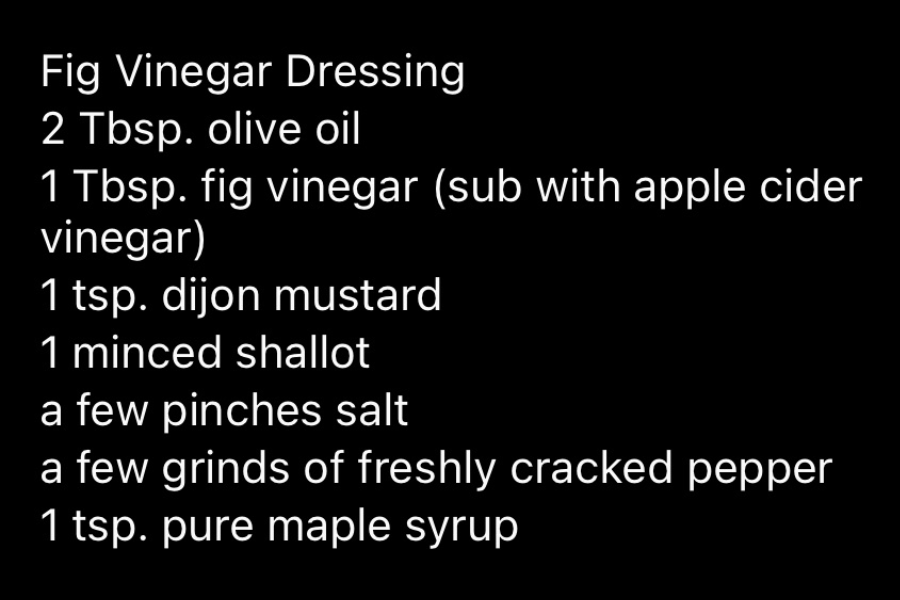 Fig Vinegar Dressing
2 Tbsp. olive oil
1 Tbsp. fig vinegar (sub with apple cider
vinegar)
1 tsp. dijon mustard
1 minced shallot
a few pinches salt
a few grinds of freshly cracked pepper
1 tsp. pure maple syrup